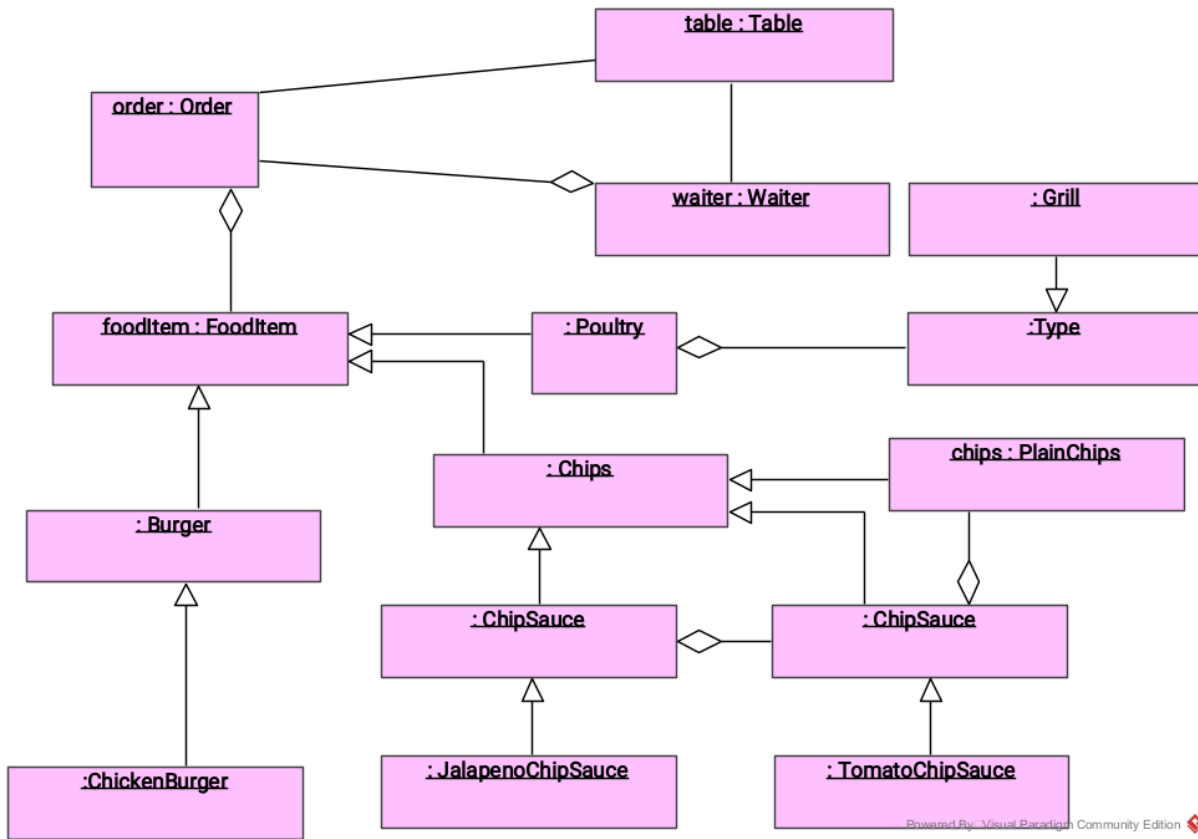 table : Table
order : Order
waiter : Waiter
: Grill
foodItem : FoodItem
: Poultry
:Type
chips : PlainChips
: Chips
: Burger
: ChipSauce
: ChipSauce
:ChickenBurger
: JalapenoChipSauce
: TomatoChipSauce
Powered By Visual Paradigm Community Edition